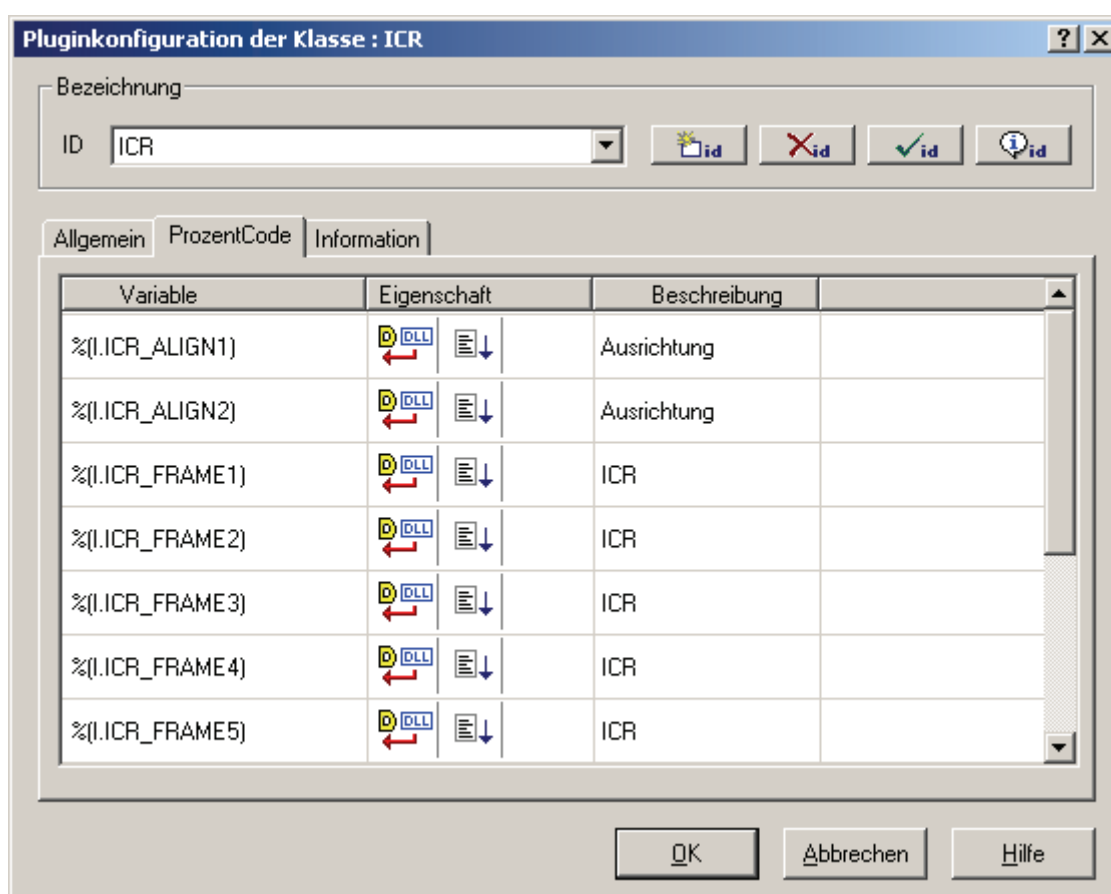 Pluginkonfiguration der Klasse : ICR
Bezeichnung
ID ICR id id id id
Allgemein ProzentCode Information
Variable Eigenschaft Beschreibung
%(I.ICR_ALIGN1) D DLL Ausrichtung
%(I.ICR_ALIGN2) D DLL Ausrichtung
%(I.ICR_FRAME1) D DLL ICR
%(I.ICR_FRAME2) D DLL ICR
%(I.ICR_FRAME3) D DLL ICR
%(I.ICR_FRAME4) D DLL ICR
%(I.ICR_FRAME5) D DLL ICR
OK Abbrechen Hilfe